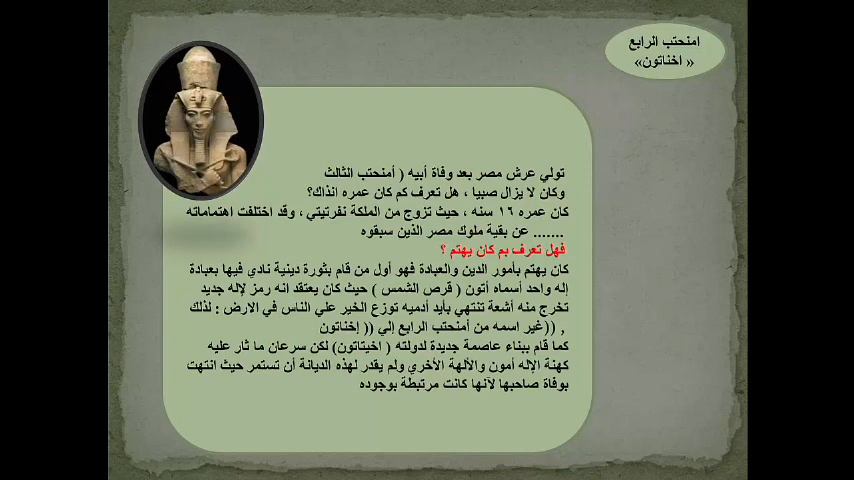 امنحتب الرابع
« اخناتون»
تولي عرش مصر بعد وفاة أبيه ( أمنحتب الثالث
وكان لا يزال صبيا ، هل تعرف كم كان عمره انذاك؟
كان عمره ١٦ سنه ، حيث تزوج من الملكة نفرتيتي ، وقد اختلفت اهتماماته
....... عن بقية ملوك مصر الذين سبقوه
فهل تعرف بم كان يهتم ؟
كان يهتم بأمور الدين والعبادة فهو أول من قام بثورة دينية نادي فيها بعبادة
إله واحد أسماه أتون ( قرص الشمس ) حيث كان يعتقد انه رمز لإله جديد
تخرج منه أشعة تنتهي بأيد أدميه توزع الخير علي الناس في الارض : لذلك
, ((غير اسمه من أمنحتب الرابع إلي (( إخناتون
كما قام ببناء عاصمة جديدة لدولته ( اخيتاتون) لكن سرعان ما ثار عليه
كهنة الإله أمون والألهة الأخري ولم يقدر لهذه الديانة أن تستمر حيث انتهت
بوفاة صاحبها لآنها كانت مرتبطة بوجوده